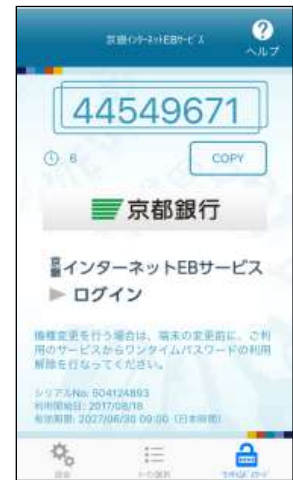 京銀インターネットEBサービス
?
ヘルプ
44549671
6
COPY
京都銀行
京銀インターネットEBサービス
▶ ログイン
機種変更を行う場合は、端末の変更前に、ご利
用のサービスからワンタイムパスワードの利用
解除を行なってください。
シリアルNo: 504124893
利用開始日: 2017/08/18
有効期限: 2027/06/30 09:00 (日本時間)
設定
トークン選択
ワンタイムパスワード